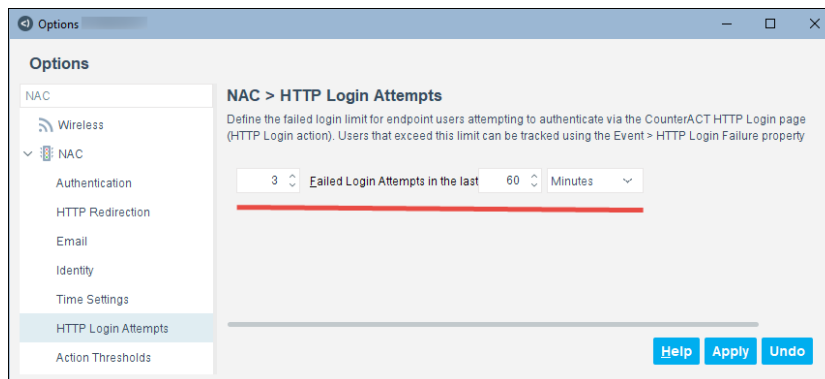 Options
Options
NAC
Wireless
NAC
Authentication
HTTP Redirection
Email
Identity
Time Settings
HTTP Login Attempts
Action Thresholds
NAC > HTTP Login Attempts
Define the failed login limit for endpoint users attempting to authenticate via the CounterACT HTTP Login page
(HTTP Login action). Users that exceed this limit can be tracked using the Event > HTTP Login Failure property
3 Failed Login Attempts in the last 60 Minutes
Help Apply Undo